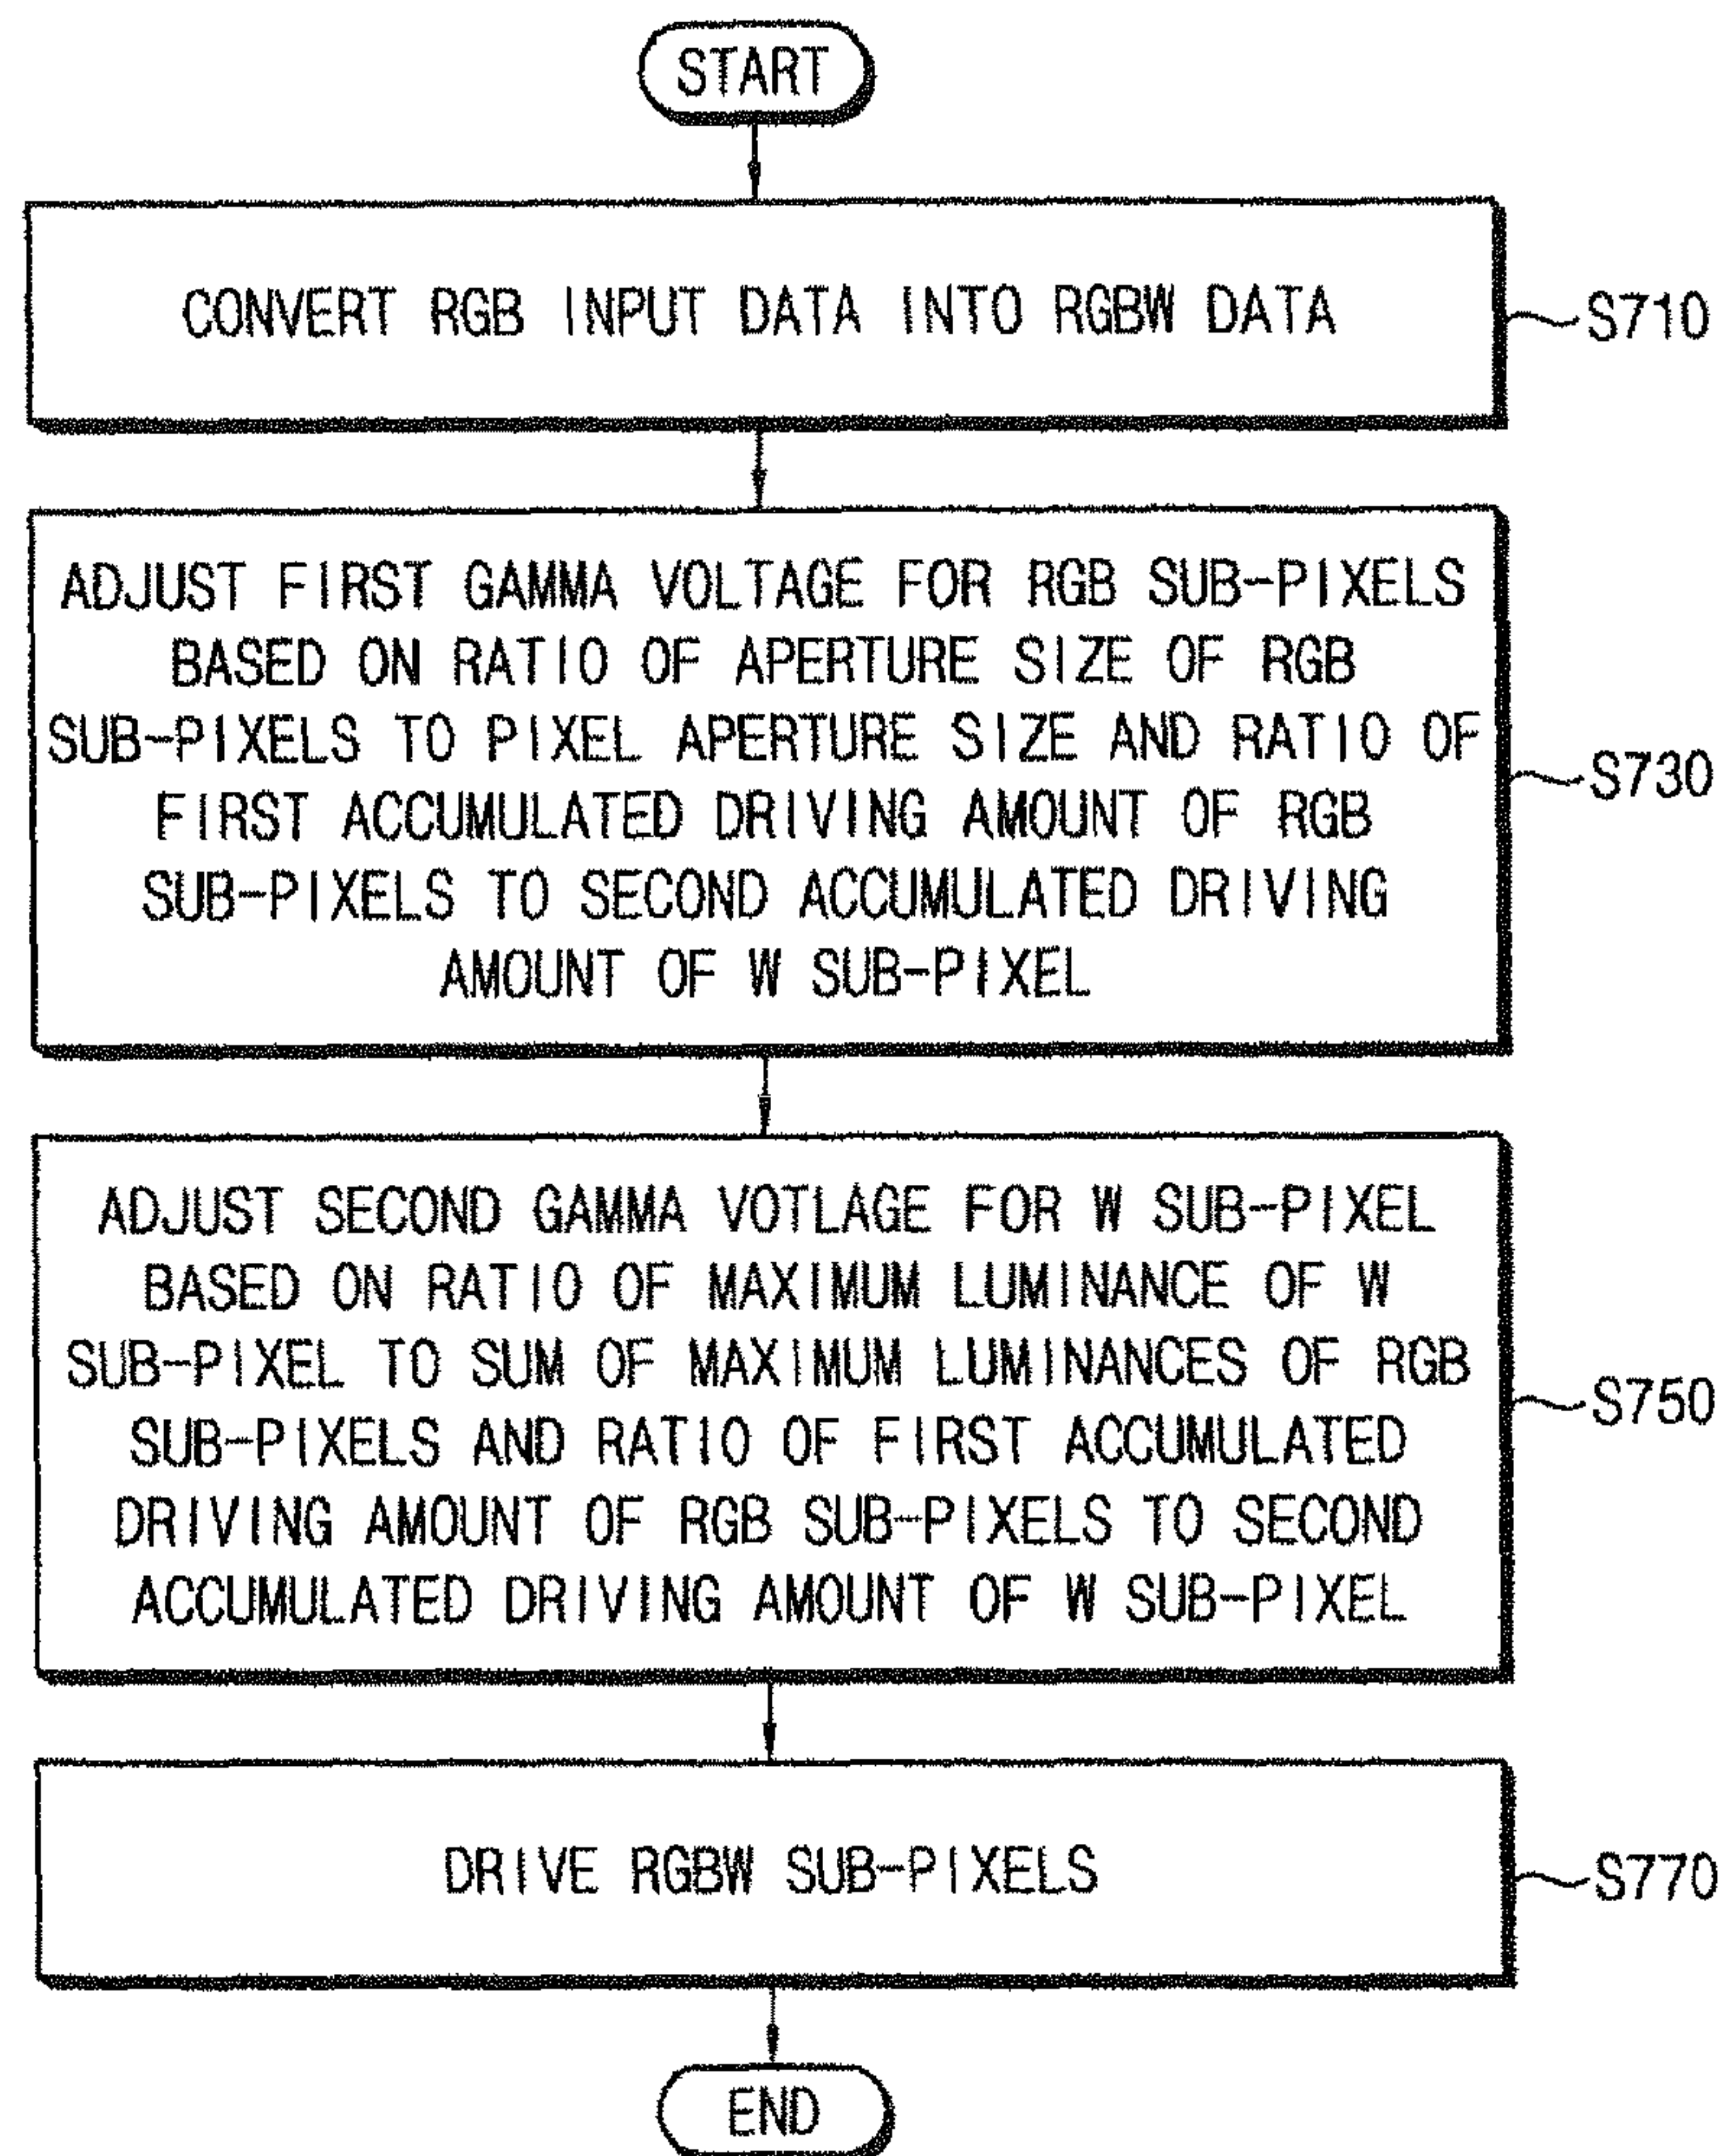 START
CONVERT RGB INPUT DATA INTO RGBW DATA
S710
ADJUST FIRST GAMMA VOLTAGE FOR RGB SUB-PIXELS
BASED ON RATIO OF APERTURE SIZE OF RGB
SUB-PIXELS TO PIXEL APERTURE SIZE AND RATIO OF
FIRST ACCUMULATED DRIVING AMOUNT OF RGB
SUB-PIXELS TO SECOND ACCUMULATED DRIVING
AMOUNT OF W SUB-PIXEL
S730
ADJUST SECOND GAMMA VOTLAGE FOR W SUB-PIXEL
BASED ON RATIO OF MAXIMUM LUMINANCE OF W
SUB-PIXEL TO SUM OF MAXIMUM LUMINANCES OF RGB
SUB-PIXELS AND RATIO OF FIRST ACCUMULATED
DRIVING AMOUNT OF RGB SUB-PIXELS TO SECOND
ACCUMULATED DRIVING AMOUNT OF W SUB-PIXEL
S750
DRIVE RGBW SUB-PIXELS
S770
END